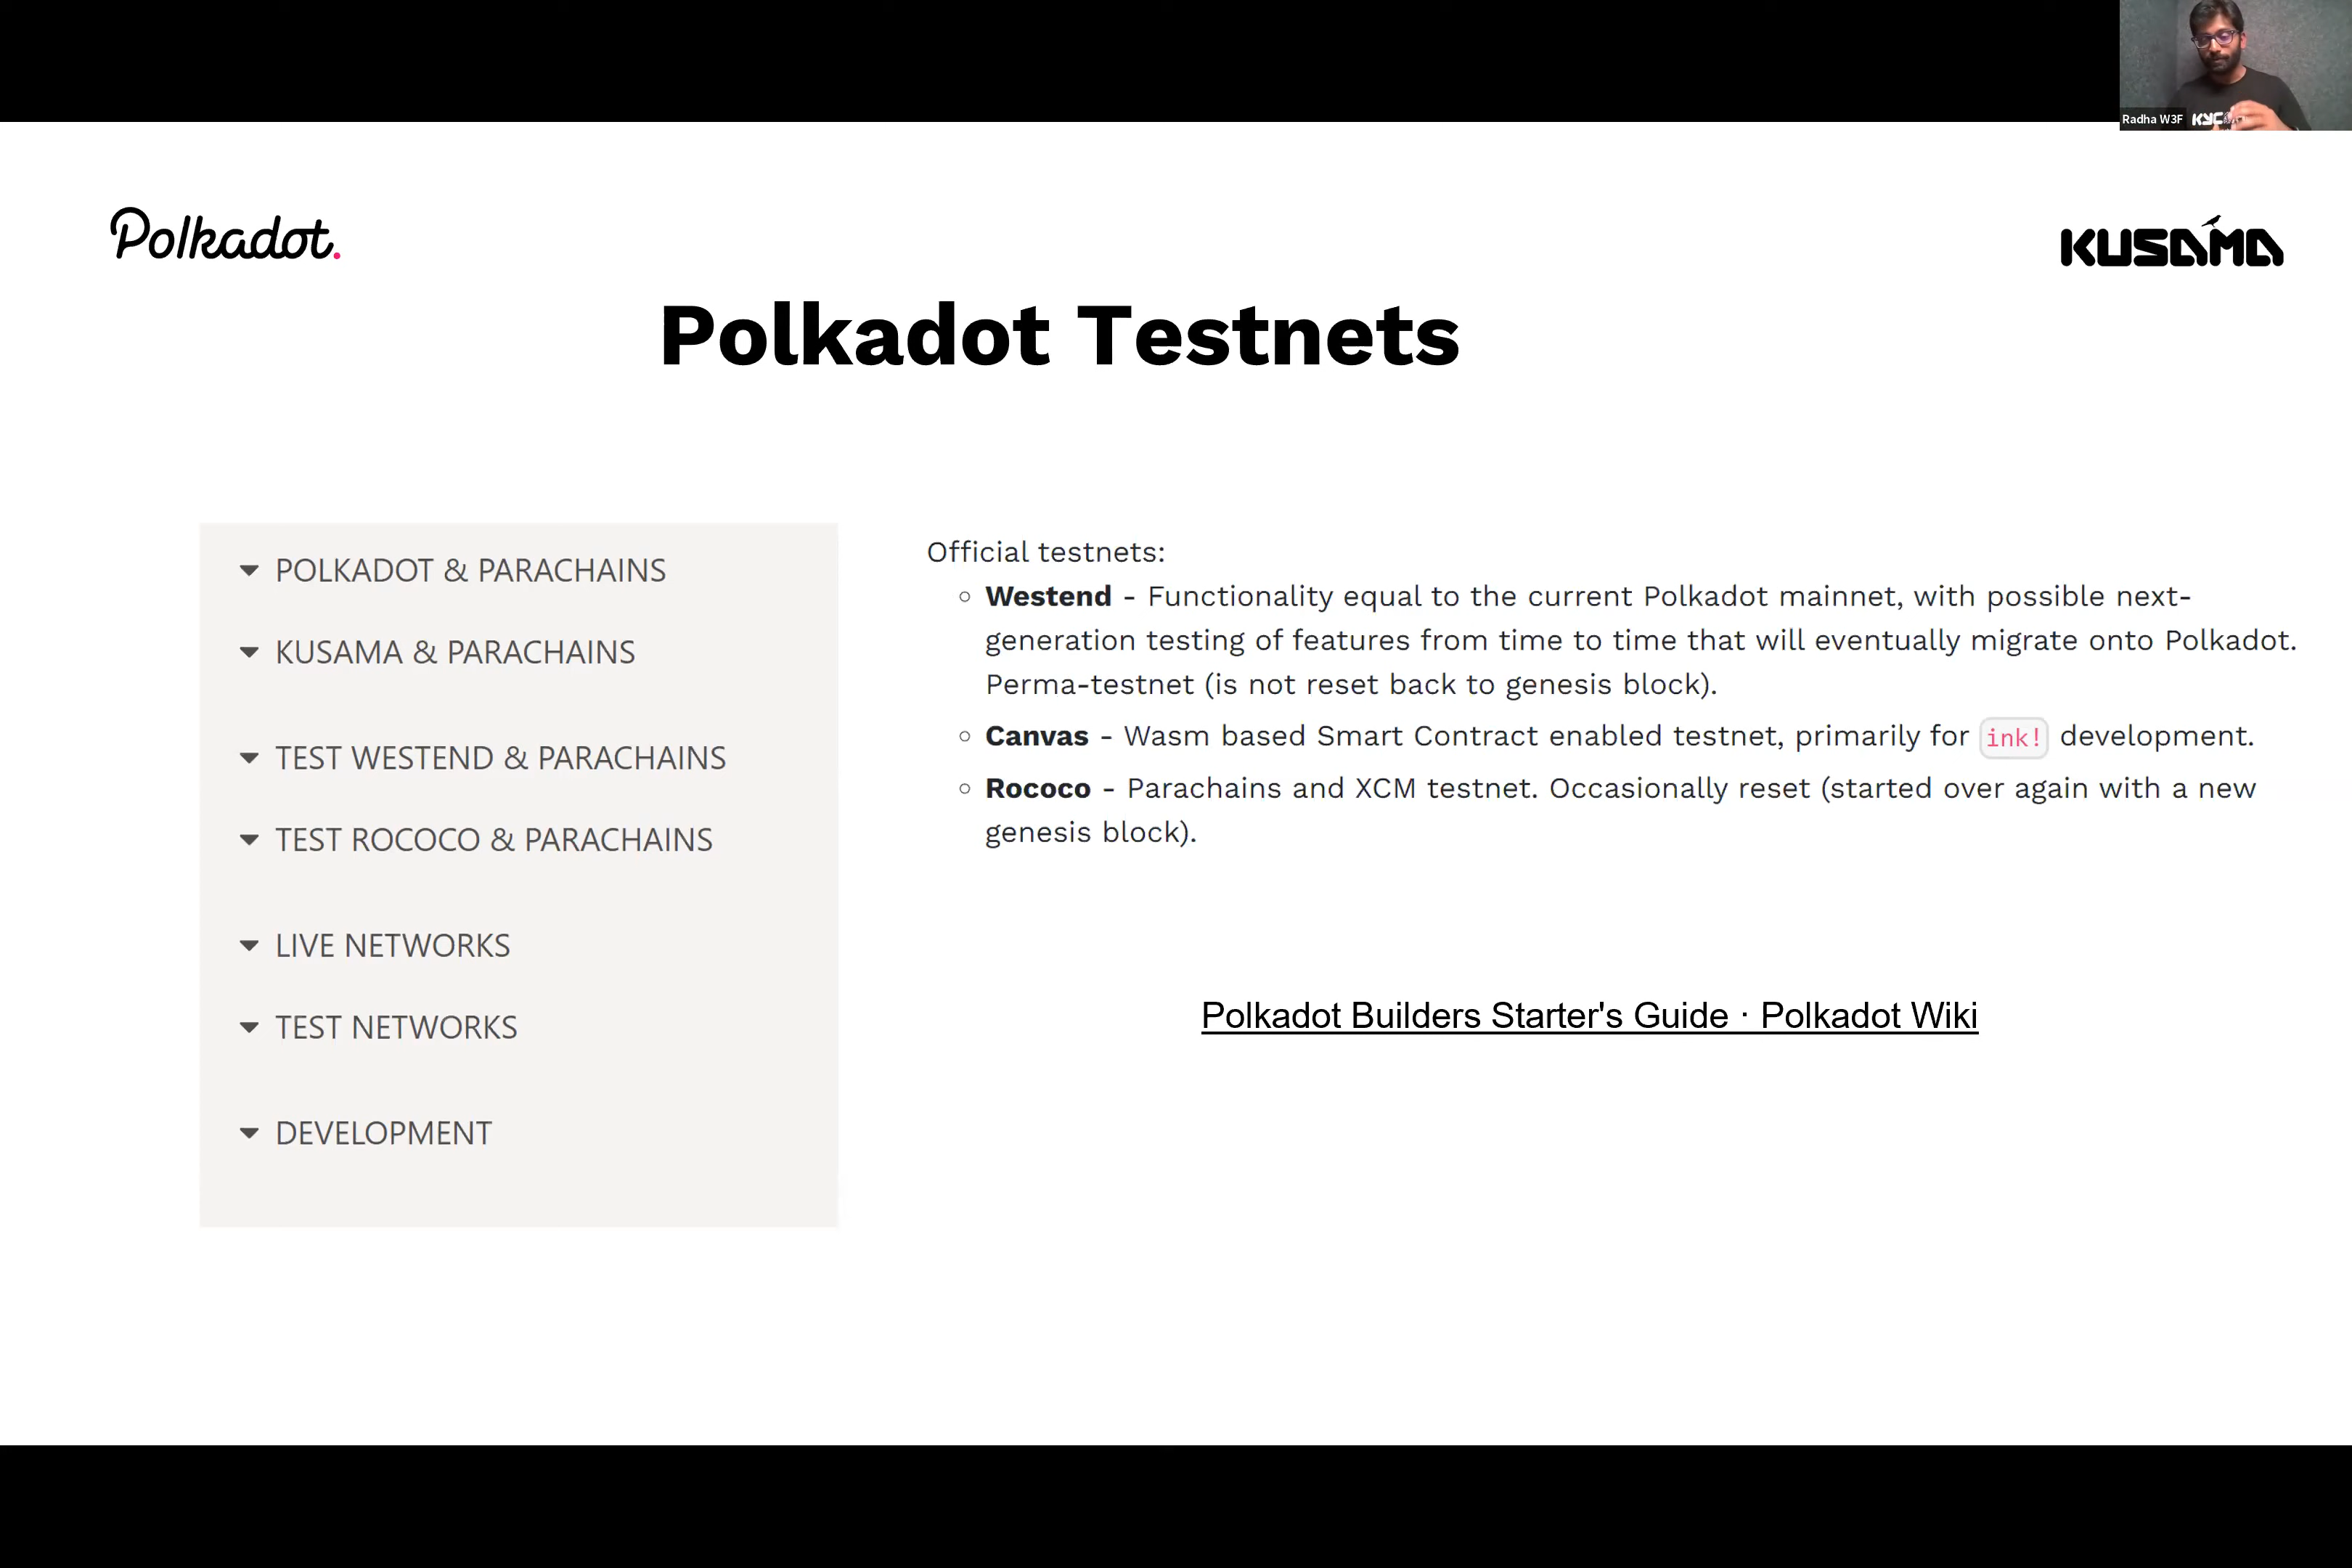 Radha W3F
KYC
Polkadot.
KUSAMA
Polkadot Testnets
POLKADOT & PARACHAINS
KUSAMA & PARACHAINS
TEST WESTEND & PARACHAINS
TEST ROCOCO & PARACHAINS
LIVE NETWORKS
TEST NETWORKS
DEVELOPMENT
Official testnets:
Westend - Functionality equal to the current Polkadot mainnet, with possible next-
generation testing of features from time to time that will eventually migrate onto Polkadot.
Perma-testnet (is not reset back to genesis block).
Canvas - Wasm based Smart Contract enabled testnet, primarily for ink! development.
Rococo - Parachains and XCM testnet. Occasionally reset (started over again with a new
genesis block).
Polkadot Builders Starter's Guide · Polkadot Wiki